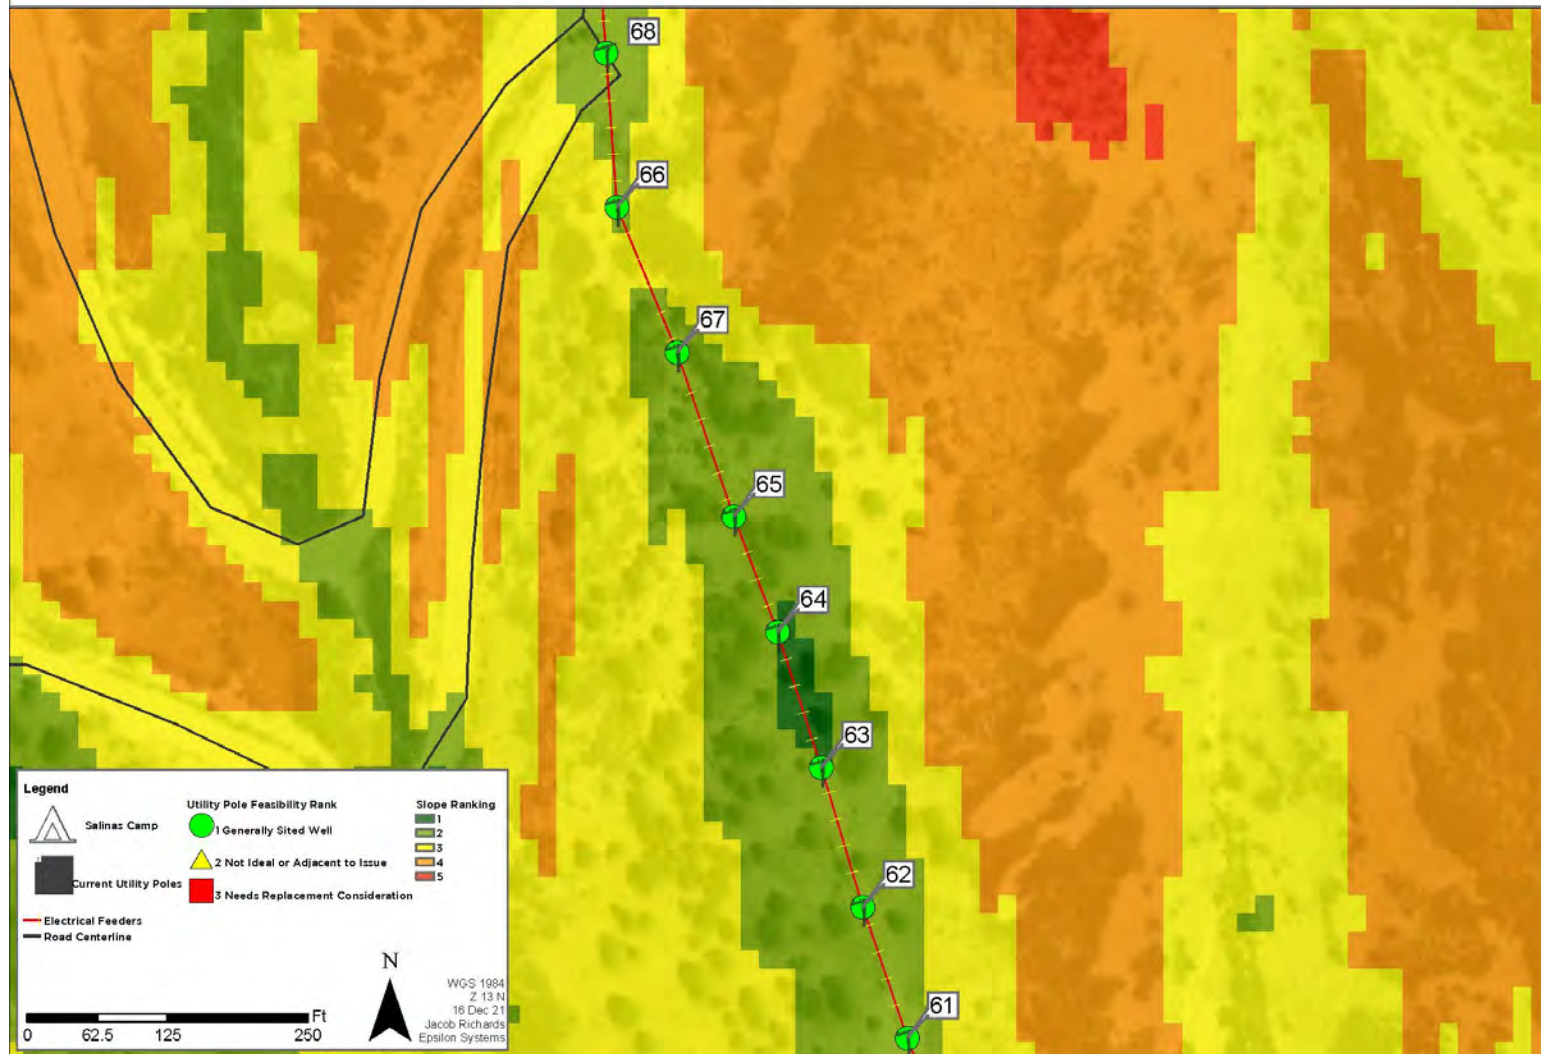 68
66
67
65
64
63
62
61
Legend
Salinas Camp
Current Utility Poles
Electrical Feeders
Road Centerline
Utility Pole Feasibility Rank
1 Generally Sited Well
2 Not Ideal or Adjacent to Issue
3 Needs Replacement Consideration
Slope Ranking
1
2
3
4
5
N
WGS 1984
Z 13 N
16 Dec 21
Jacob Richards
Epsilon Systems
Ft
0 62.5 125 250